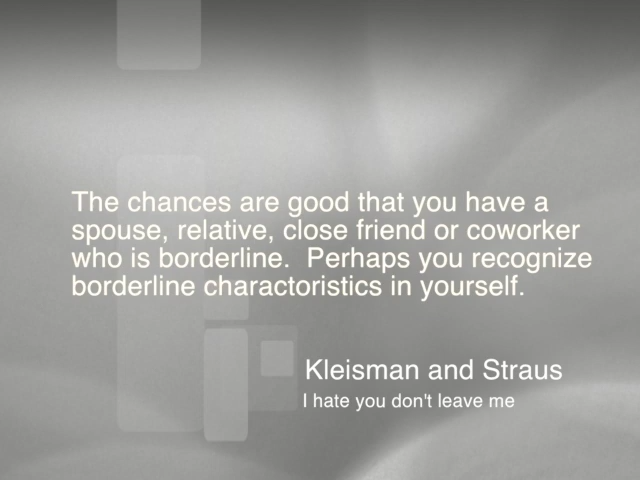 The chances are good that you have a
spouse, relative, close friend or coworker
who is borderline.  Perhaps you recognize
borderline charactoristics in yourself.
Kleisman and Straus
I hate you don't leave me